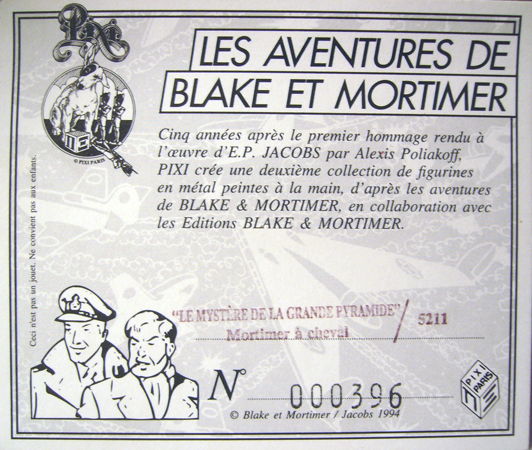 LES AVENTURES DE
BLAKE ET MORTIMER
© PIXI PARIS
Cinq années après le premier hommage rendu à
l'œuvre d'E.P. JACOBS par Alexis Poliakoff,
PIXI crée une deuxième collection de figurines
en métal peintes à la main, d'après les aventures
de BLAKE & MORTIMER, en collaboration avec
les Editions BLAKE & MORTIMER.
Ceci n'est pas un jouet. Ne convient pas aux enfants.
"LE MYSTÈRE DE LA GRANDE PYRAMIDE" / 5211
Mortimer à cheval
N° 000396
© Blake et Mortimer / Jacobs 1994
PIXI
PARIS